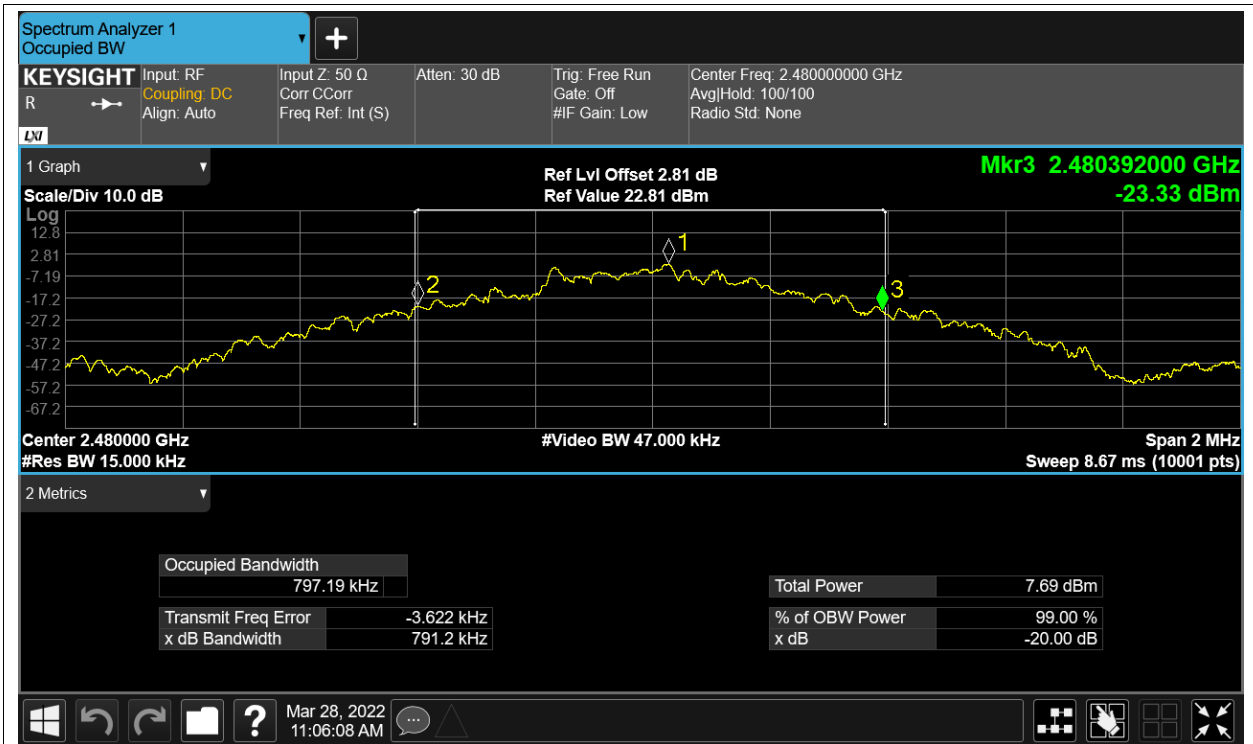 Spectrum Analyzer 1
Occupied BW
KEYSIGHT
R
LXI
Input: RF
Coupling: DC
Align: Auto
Input Z: 50 Ω
Corr CCorr
Freq Ref: Int (S)
Atten: 30 dB
Trig: Free Run
Gate: Off
#IF Gain: Low
Center Freq: 2.480000000 GHz
Avg|Hold: 100/100
Radio Std: None
1 Graph
Scale/Div 10.0 dB
Ref Lvl Offset 2.81 dB
Ref Value 22.81 dBm
Mkr3 2.480392000 GHz
-23.33 dBm
Log
12.8
2.81
-7.19
-17.2
-27.2
-37.2
-47.2
-57.2
-67.2
1
2
3
Center 2.480000 GHz
#Res BW 15.000 kHz
#Video BW 47.000 kHz
Span 2 MHz
Sweep 8.67 ms (10001 pts)
2 Metrics
Occupied Bandwidth
797.19 kHz
Transmit Freq Error -3.622 kHz
x dB Bandwidth 791.2 kHz
Total Power 7.69 dBm
% of OBW Power 99.00 %
x dB -20.00 dB
Mar 28, 2022
11:06:08 AM